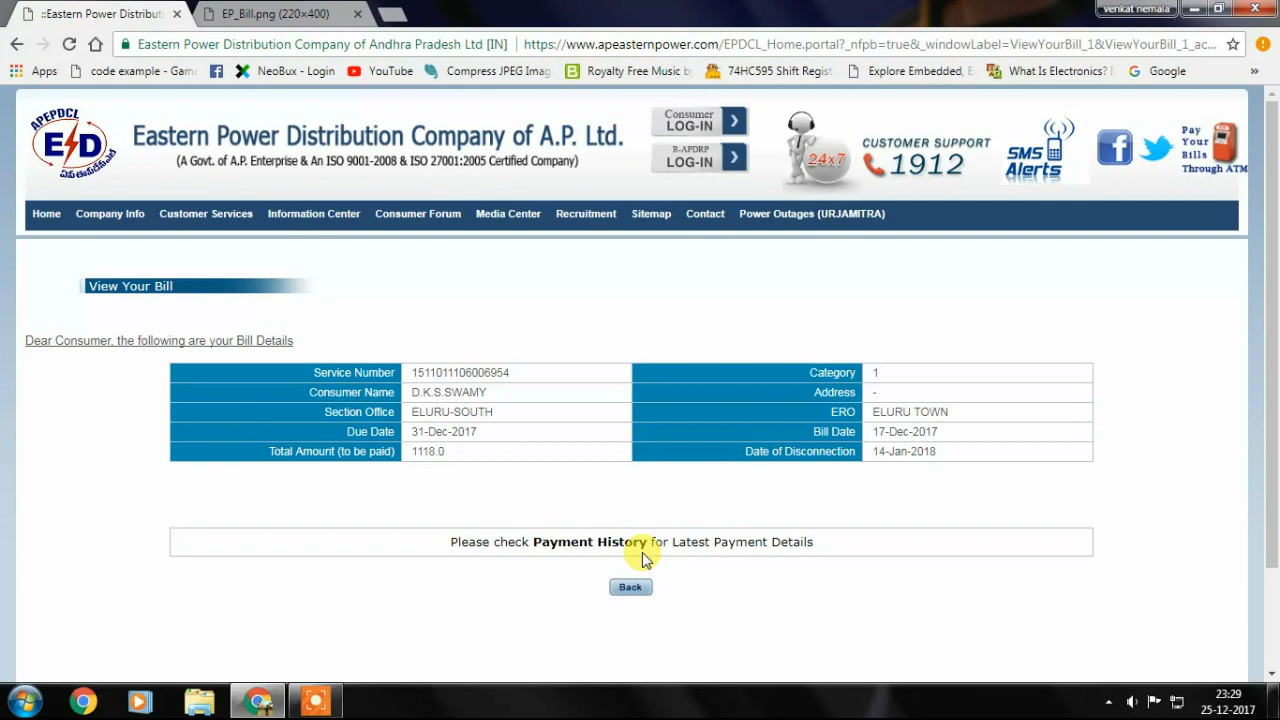 ::Eastern Power Distributi
EP_Bill.png (220×400)
venkat nemala
Eastern Power Distribution Company of Andhra Pradesh Ltd [IN]
https://www.apeasternpower.com/EPDCL_Home.portal?_nfpb=true&_windowLabel=ViewYourBill_1&ViewYourBill_1_ac...
Apps
code example - Gam
NeoBux - Login
YouTube
Compress JPEG Imag
Royalty Free Music b
74HC595 Shift Regist
Explore Embedded, E
What Is Electronics? I
Google
APEPDCL
ED
ఏపిఈపిడిసిఎల్
Eastern Power Distribution Company of A.P. Ltd.
(A Govt. of A.P. Enterprise & An ISO 9001-2008 & ISO 27001:2005 Certified Company)
Consumer
LOG-IN
R-APDRP
LOG-IN
24x7
CUSTOMER SUPPORT
1912
SMS
Alerts
Pay
Your
Bills
Through ATM
Home Company Info Customer Services Information Center Consumer Forum Media Center Recruitment Sitemap Contact Power Outages (URJAMITRA)
View Your Bill
Dear Consumer, the following are your Bill Details
Service Number 1511011106006954 Category 1
Consumer Name D.K.S.SWAMY Address -
Section Office ELURU-SOUTH ERO ELURU TOWN
Due Date 31-Dec-2017 Bill Date 17-Dec-2017
Total Amount (to be paid) 1118.0 Date of Disconnection 14-Jan-2018
Please check Payment History for Latest Payment Details
Back
23:29
25-12-2017